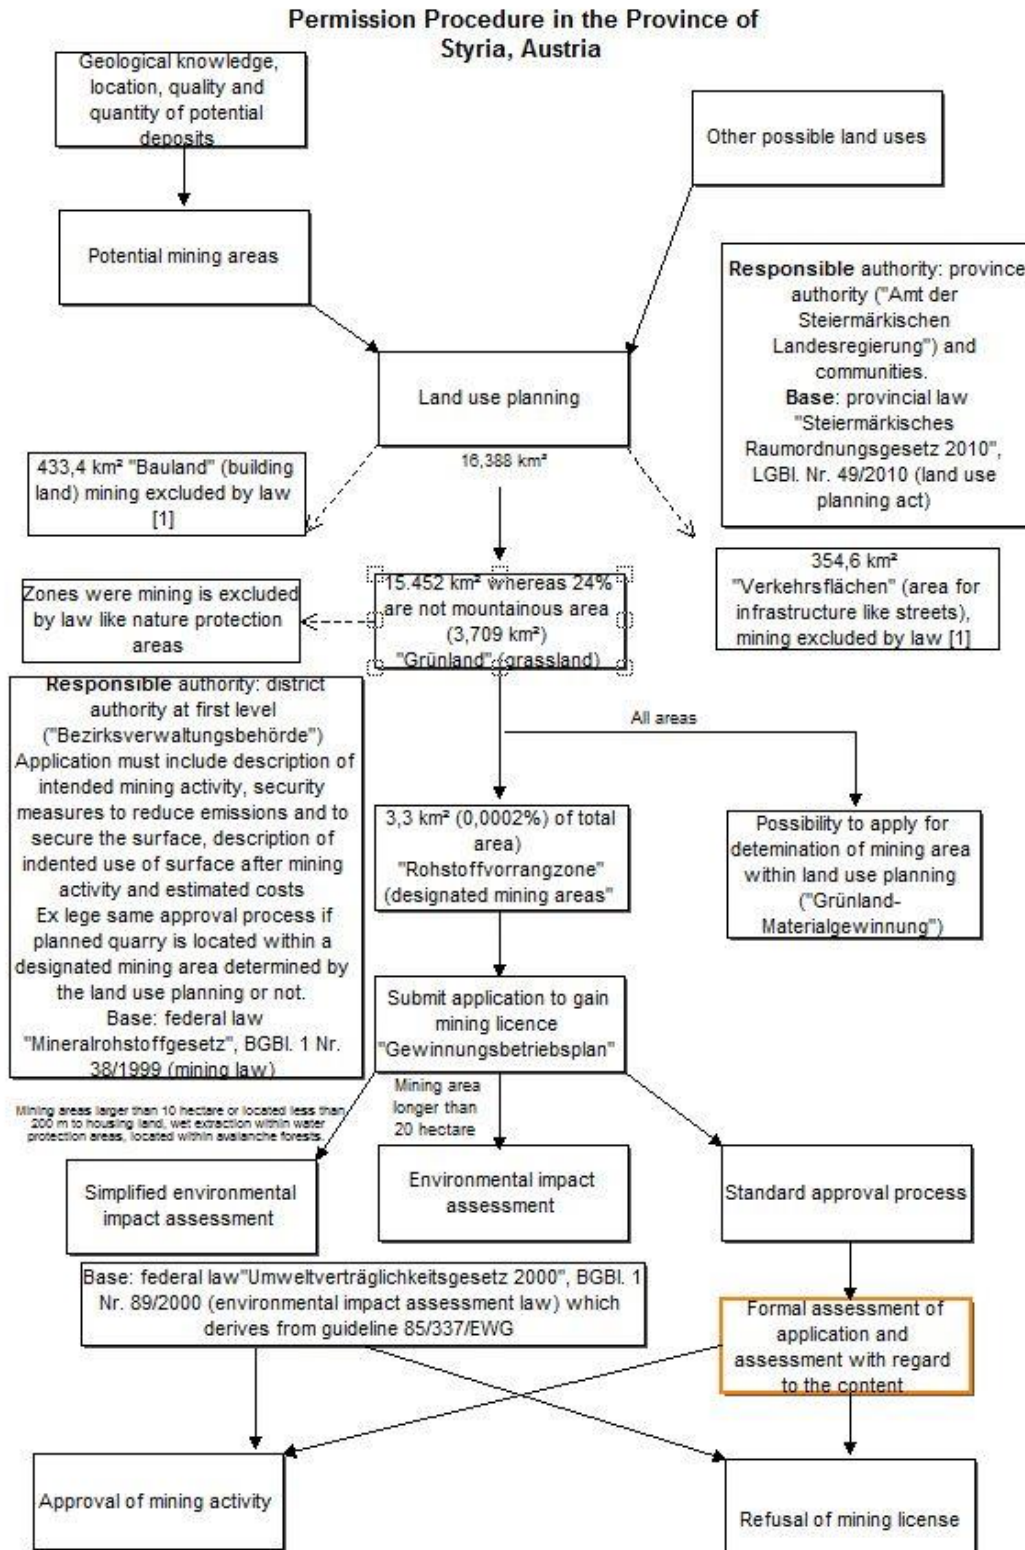 Permission Procedure in the Province of
Styria, Austria
Geological knowledge,
location, quality and
quantity of potential
deposits
Other possible land uses
Potential mining areas
Responsible authority: province
authority ("Amt der
Steiermärkischen
Landesregierung") and
communities.
Base: provincial law
"Steiermärkisches
Raumordnungsgesetz 2010",
LGBl. Nr. 49/2010 (land use
planning act)
Land use planning
16,388 km²
433,4 km² "Bauland" (building
land) mining excluded by law
[1]
354,6 km²
"Verkehrsflächen" (area for
infrastructure like streets),
mining excluded by law [1]
15.452 km² whereas 24%
are not mountainous area
(3,709 km²)
"Grünland" (grassland)
Zones were mining is excluded
by law like nature protection
areas
Responsible authority: district
authority at first level
("Bezirksverwaltungsbehörde")
Application must include description of
intended mining activity, security
measures to reduce emissions and to
secure the surface, description of
indented use of surface after mining
activity and estimated costs
Ex lege same approval process if
planned quarry is located within a
designated mining area determined by
the land use planning or not.
Base: federal law
"Mineralrohstoffgesetz", BGBl. 1 Nr.
38/1999 (mining law)
All areas
3,3 km² (0,0002%) of total
area)
"Rohstoffvorrangzone"
(designated mining areas"
Possibility to apply for
detemination of mining area
within land use planning
("Grünland-
Materialgewinnung")
Submit application to gain
mining licence
"Gewinnungsbetriebsplan"
Mining areas larger than 10 hectare or located less than
200 m to housing land, wet extraction within water
protection areas, located within avalanche forests.
Mining area
longer than
20 hectare
Simplified environmental
impact assessment
Environmental impact
assessment
Standard approval process
Base: federal law"Umweltverträglichkeitsgesetz 2000", BGBl. 1
Nr. 89/2000 (environmental impact assessment law) which
derives from guideline 85/337/EWG
Formal assessment of
application and
assessment with regard
to the content
Approval of mining activity
Refusal of mining license